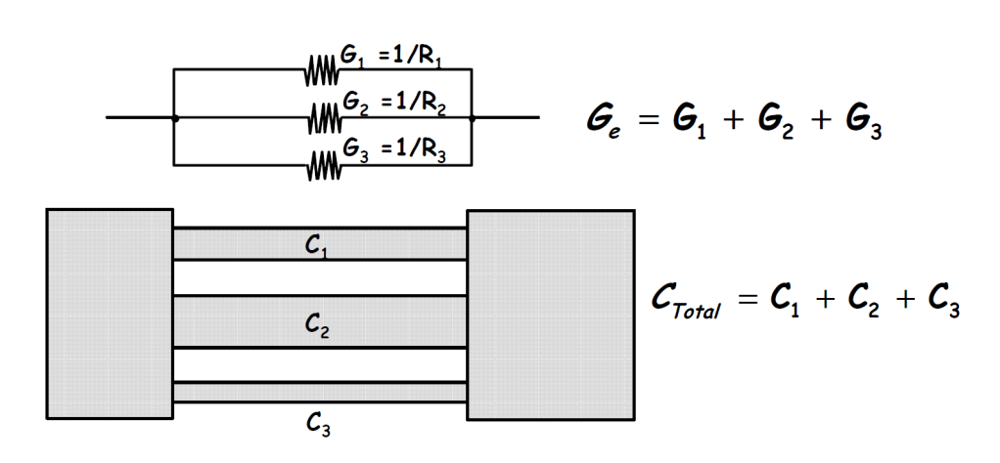 G₁ =1/R₁
G₂ =1/R₂
G₃ =1/R₃
Gₑ = G₁ + G₂ + G₃
C₁
C₂
C₃
C_Total = C₁ + C₂ + C₃